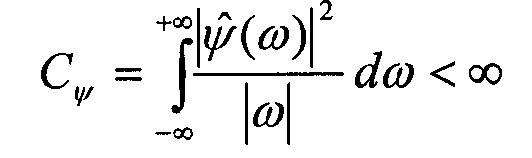 C_ψ = ∫_{-∞}^{+∞} |ψ̂(ω)|² / |ω| dω < ∞